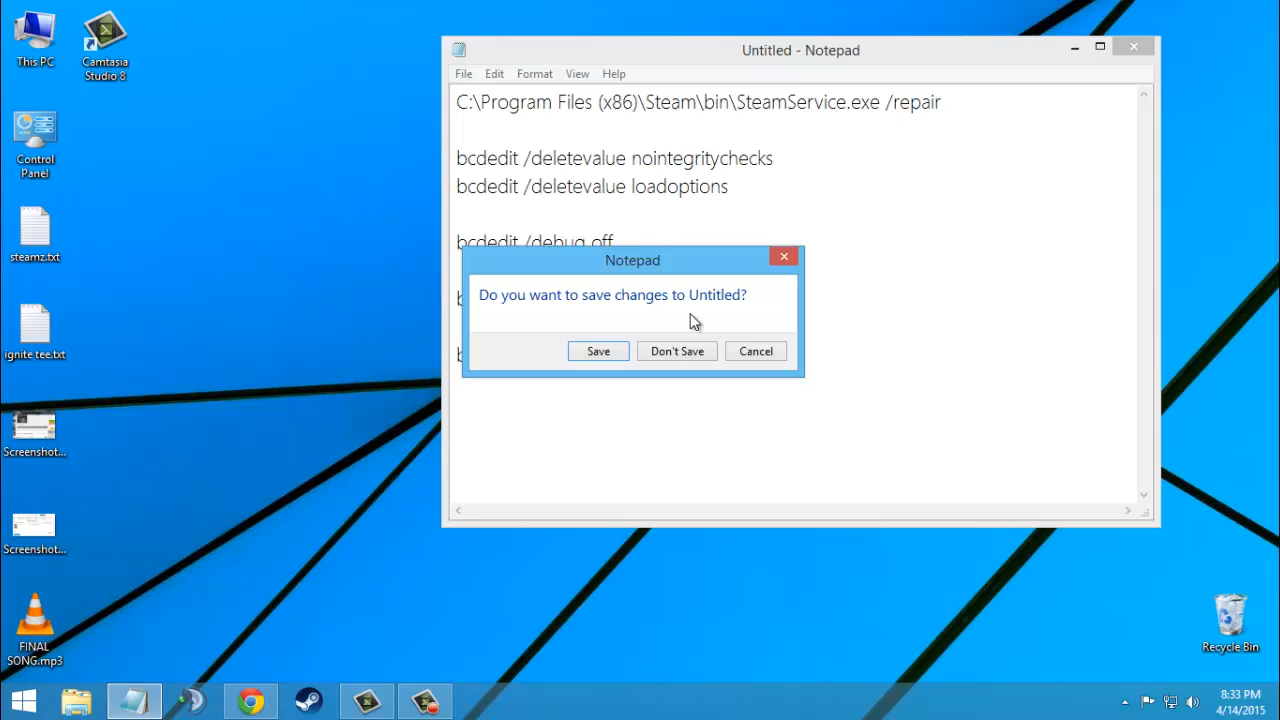 This PC
Camtasia
Studio 8
Control
Panel
steamz.txt
ignite tee.txt
Screenshot...
Screenshot...
FINAL
SONG.mp3
Untitled - Notepad
File Edit Format View Help
C:\Program Files (x86)\Steam\bin\SteamService.exe /repair
bcdedit /deletevalue nointegritychecks
bcdedit /deletevalue loadoptions
bcdedit /debug off
Notepad
Do you want to save changes to Untitled?
Save Don't Save Cancel
Recycle Bin
8:33 PM
4/14/2015